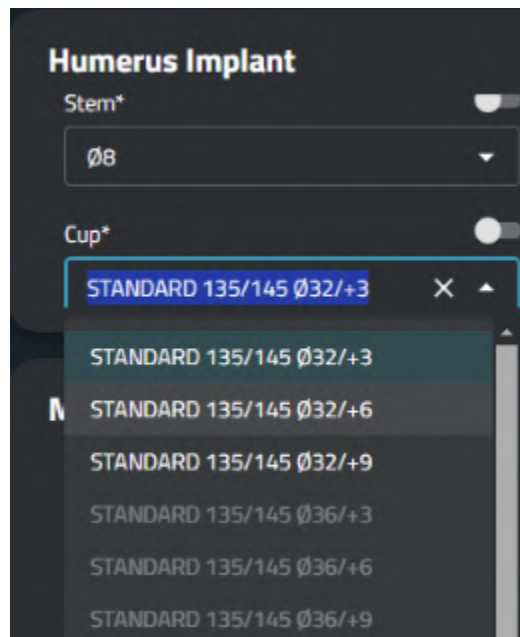 Humerus Implant
Stem*
Ø8
Cup*
STANDARD 135/145 Ø32/+3
STANDARD 135/145 Ø32/+3
STANDARD 135/145 Ø32/+6
STANDARD 135/145 Ø32/+9
STANDARD 135/145 Ø36/+3
STANDARD 135/145 Ø36/+6
STANDARD 135/145 Ø36/+9